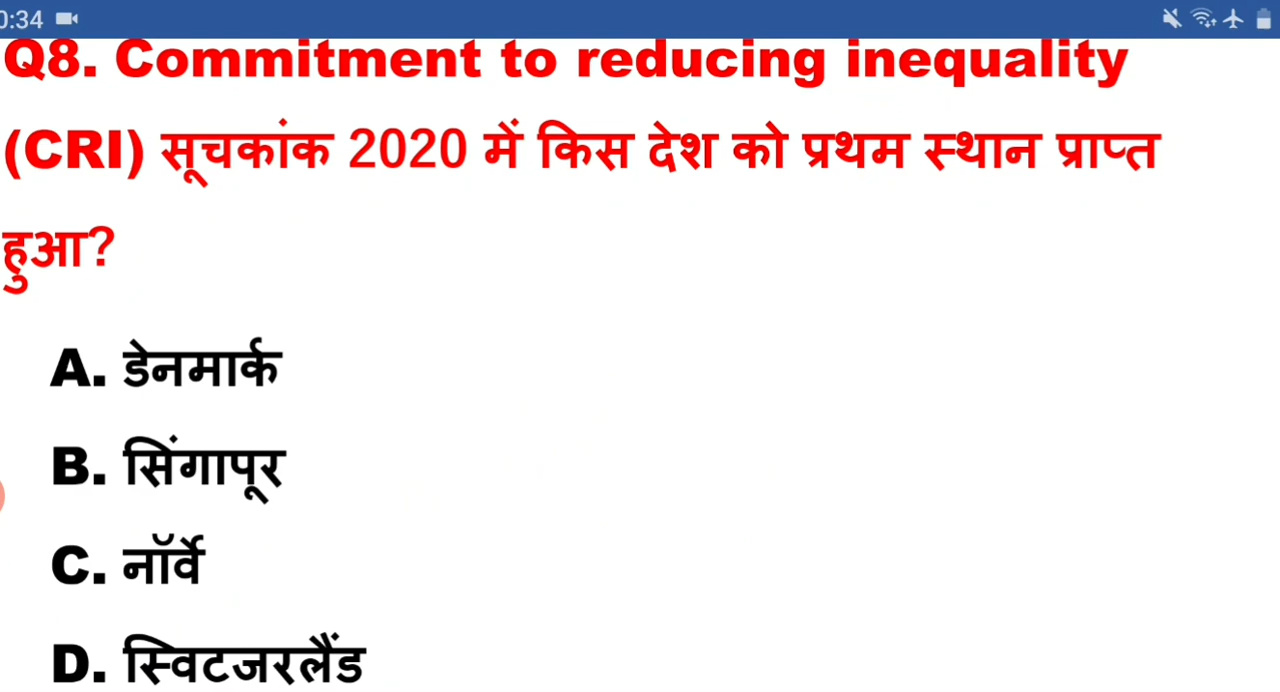 0:34
Q8. Commitment to reducing inequality
(CRI) सूचकांक 2020 में किस देश को प्रथम स्थान प्राप्त
हुआ?
A. डेनमार्क
B. सिंगापूर
C. नॉर्वे
D. स्विटजरलैंड